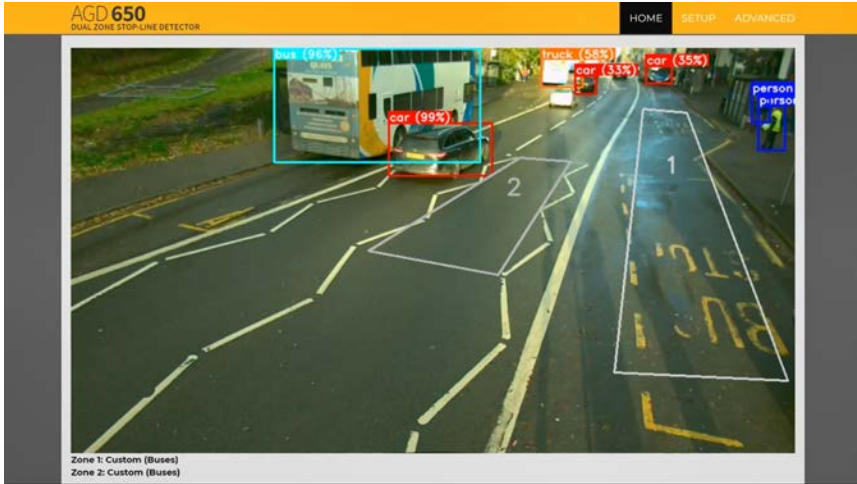 AGD 650
DUAL ZONE STOP-LINE DETECTOR
HOME SETUP ADVANCED
bus (96%)
truck (58%)
car (33%)
car (35%)
car (99%)
person
person
1
2
BUS
STOP
Zone 1: Custom (Buses)
Zone 2: Custom (Buses)